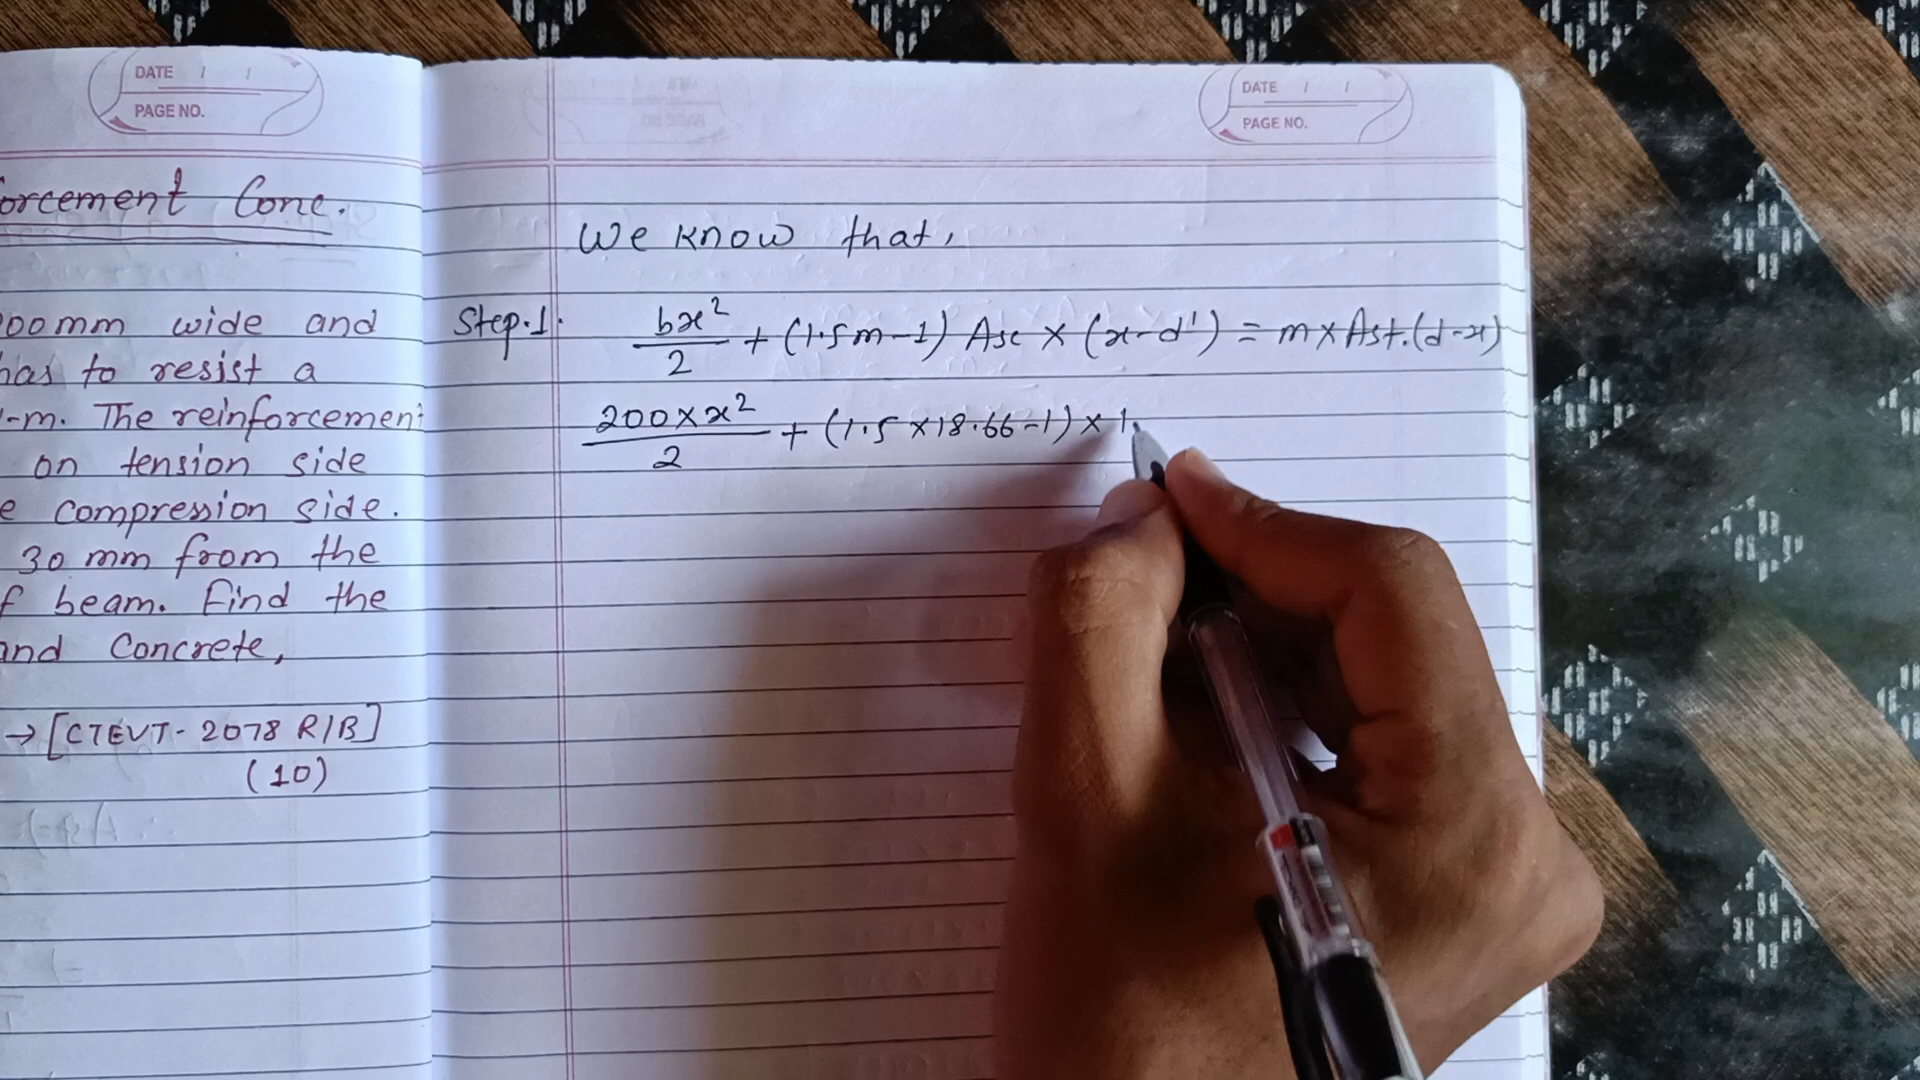 DATE / /
PAGE NO.
orcement Conc.
00mm wide and
has to resist a
-m. The reinforcement
on tension side
e compression side.
30 mm from the
f beam. Find the
and Concrete,
→ [CTEVT- 2078 R/B]
(10)
DATE / /
PAGE NO.
We know that,
Step.1: bx²/2 + (1.5m-1) Asc × (x-d') = m×Ast.(d-x)
200×x²/2 + (1.5×18.66-1)× 1